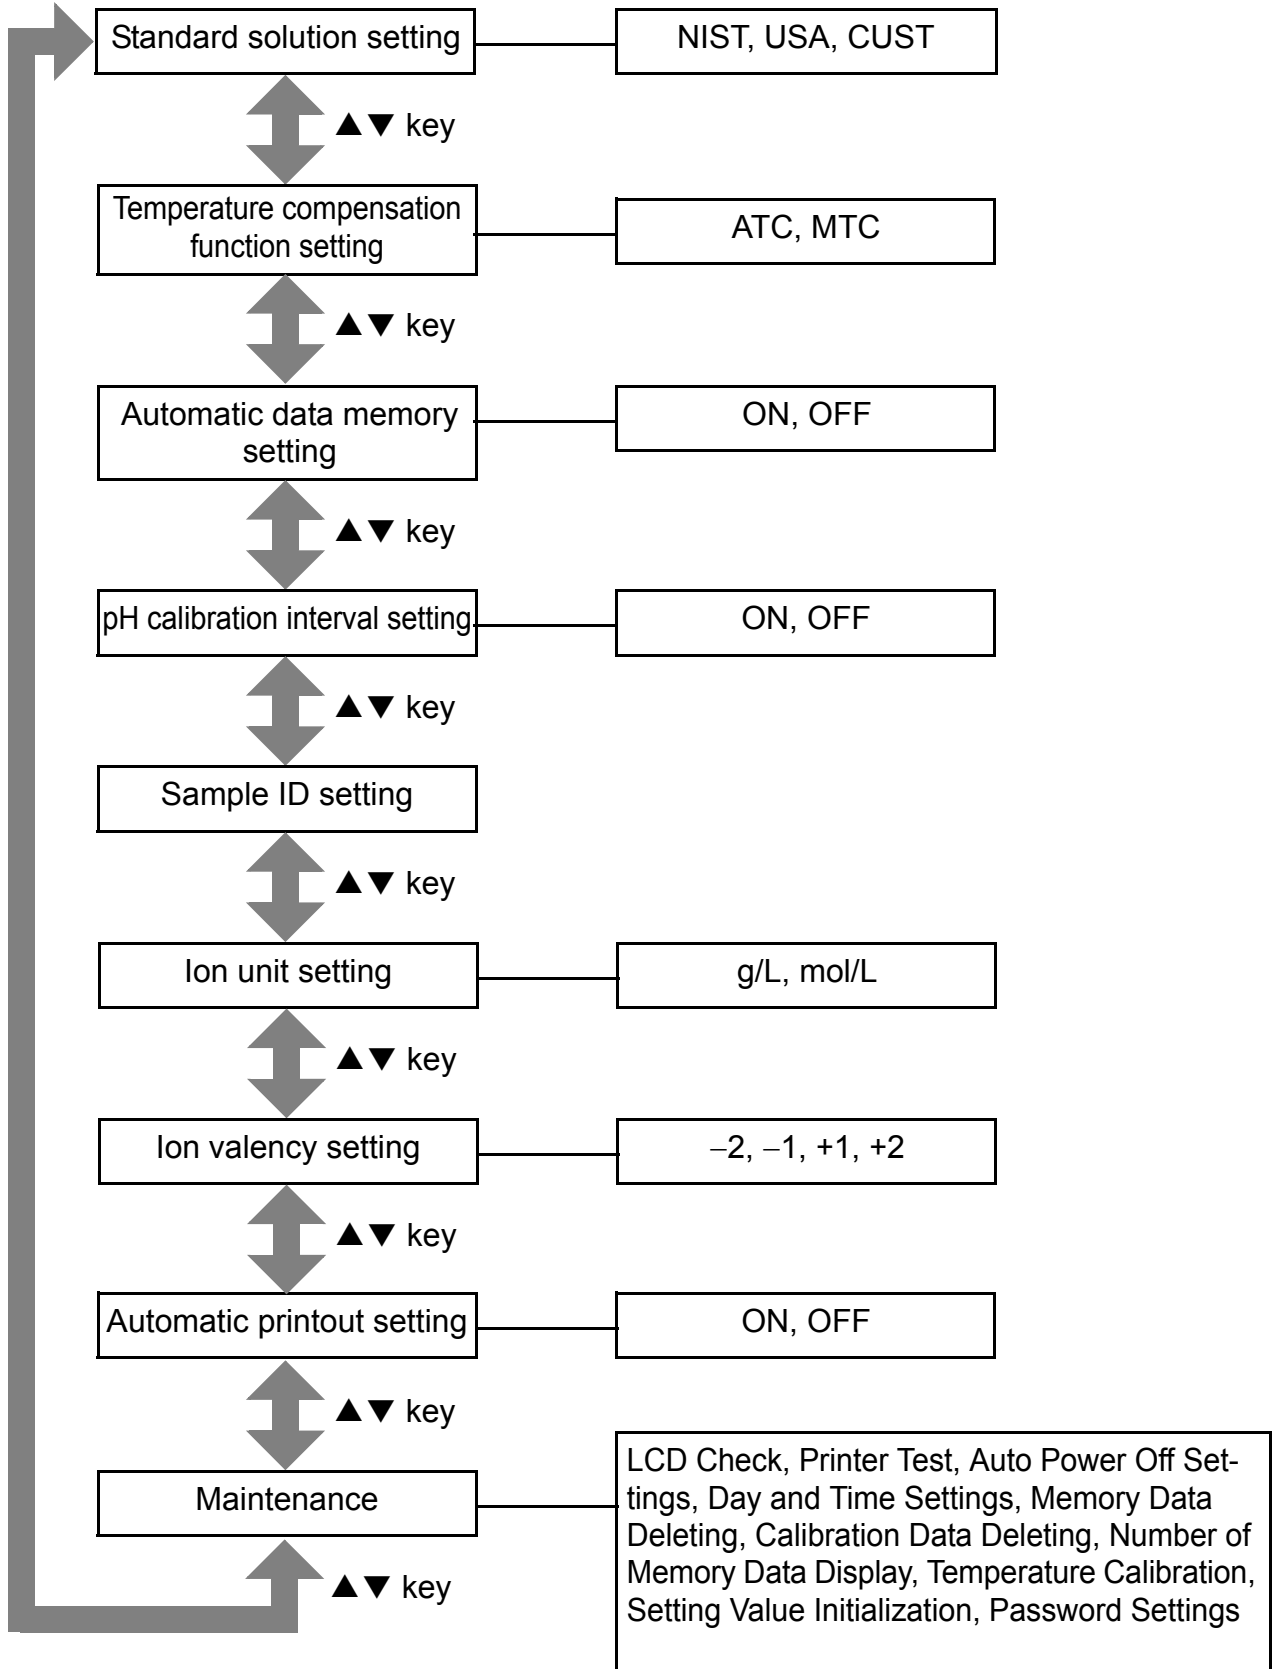 Standard solution setting
NIST, USA, CUST
▲▼ key
Temperature compensation
function setting
ATC, MTC
▲▼ key
Automatic data memory
setting
ON, OFF
▲▼ key
pH calibration interval setting
ON, OFF
▲▼ key
Sample ID setting
▲▼ key
Ion unit setting
g/L, mol/L
▲▼ key
Ion valency setting
–2, –1, +1, +2
▲▼ key
Automatic printout setting
ON, OFF
▲▼ key
Maintenance
LCD Check, Printer Test, Auto Power Off Set-
tings, Day and Time Settings, Memory Data
Deleting, Calibration Data Deleting, Number of
Memory Data Display, Temperature Calibration,
Setting Value Initialization, Password Settings
▲▼ key